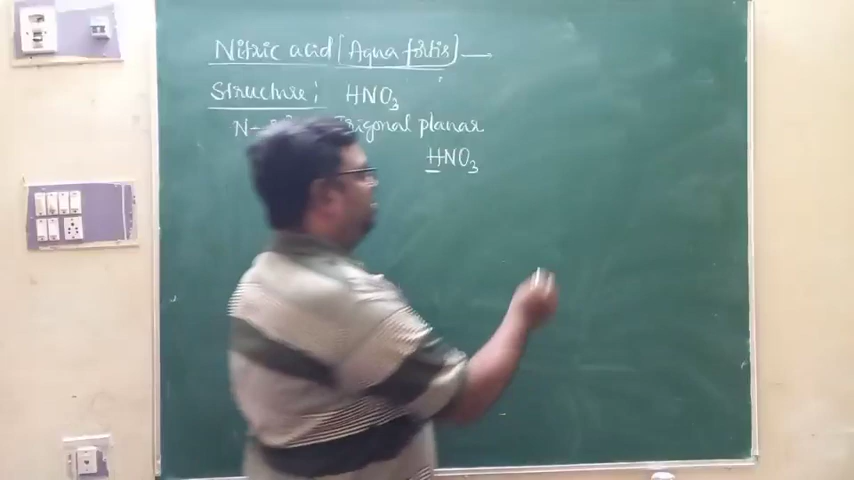 Nitric acid [Aqua fortis] —
Structure: HNO₃
N- Trigonal planar
HNO₃